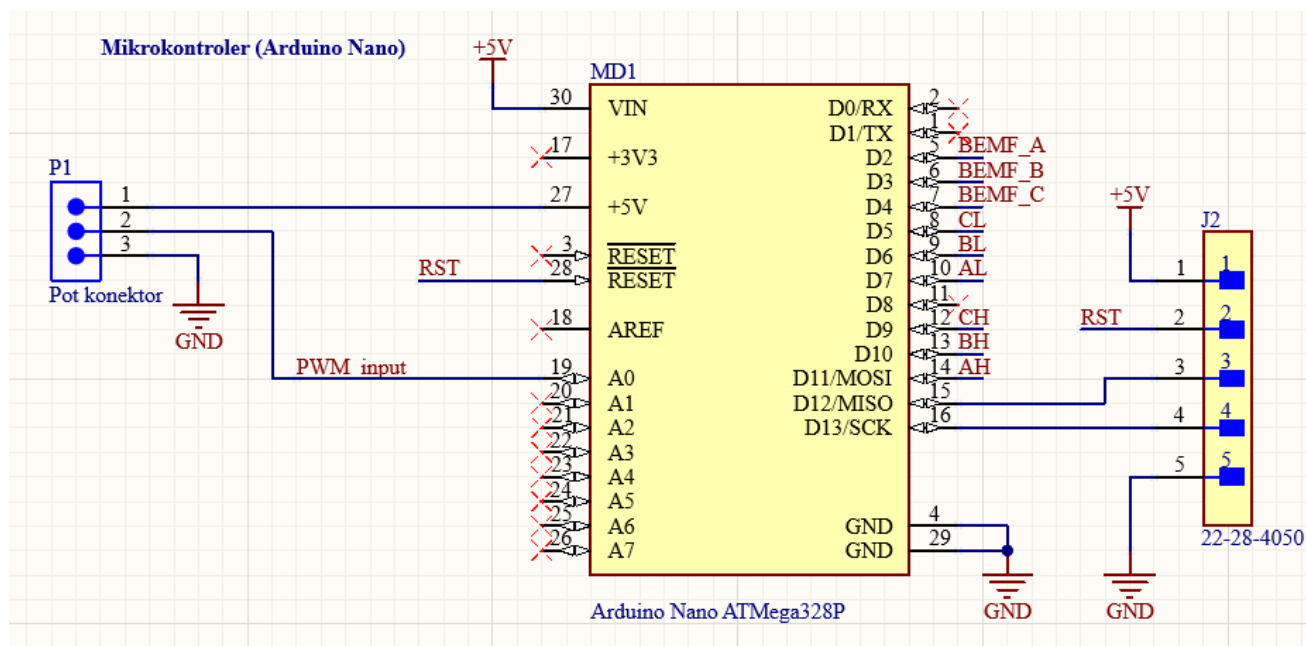 Mikrokontroler (Arduino Nano)
+5V
MD1
30 VIN
D0/RX 2
D1/TX 1
17 +3V3
D2 5 BEMF_A
D3 6 BEMF_B
P1
1
27 +5V
D4 7 BEMF_C
+5V
J2
2
D5 8 CL
3
3 RESET
D6 9 BL
RST
28 RESET
D7 10 AL
1 1
Pot konektor
D8 11
GND
18 AREF
D9 12 CH
RST
2 2
D10 13 BH
PWM_input
19 A0
D11/MOSI 14 AH
3 3
20 A1
D12/MISO 15
21 A2
D13/SCK 16
4 4
22 A3
23 A4
5 5
24 A5
25 A6
GND 4
26 A7
GND 29
22-28-4050
Arduino Nano ATMega328P
GND
GND